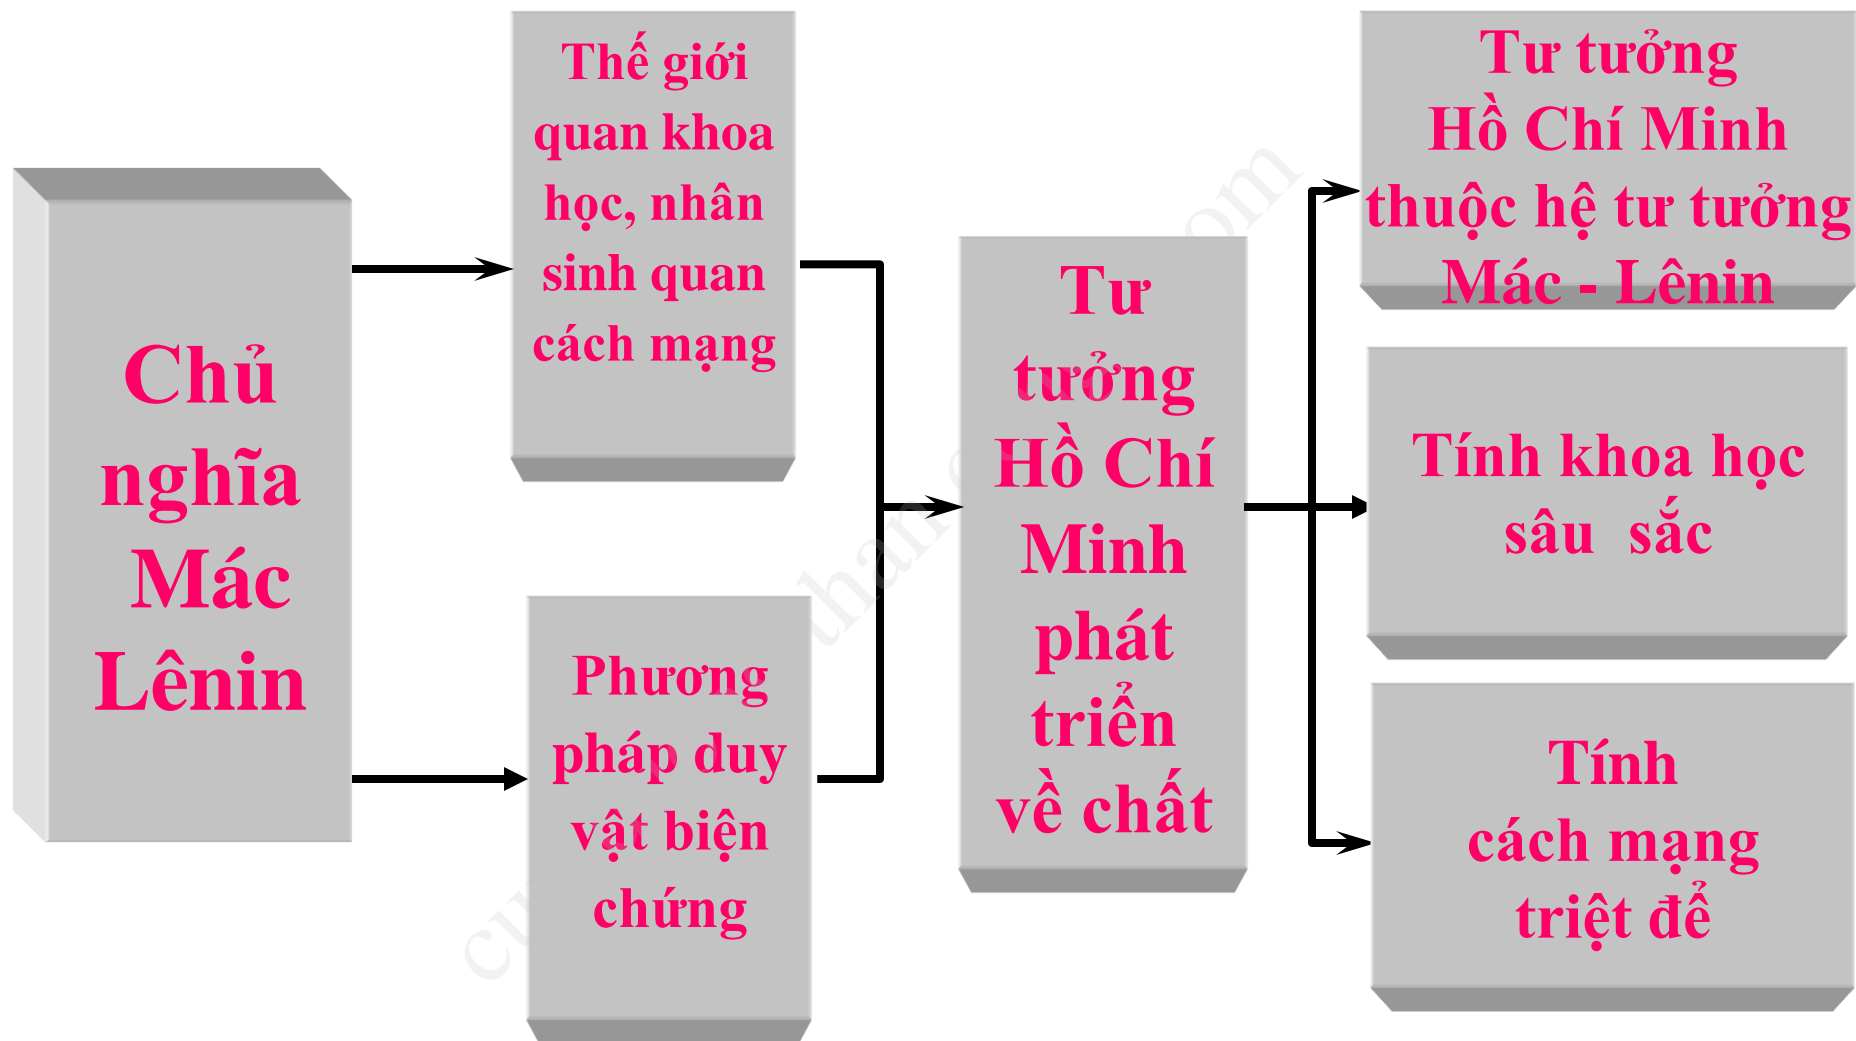 Chủ
nghĩa
Mác
Lênin
Thế giới
quan khoa
học, nhân
sinh quan
cách mạng
Phương
pháp duy
vật biện
chứng
Tư
tưởng
Hồ Chí
Minh
phát
triển
về chất
Tư tưởng
Hồ Chí Minh
thuộc hệ tư tưởng
Mác - Lênin
Tính khoa học
sâu sắc
Tính
cách mạng
triệt để